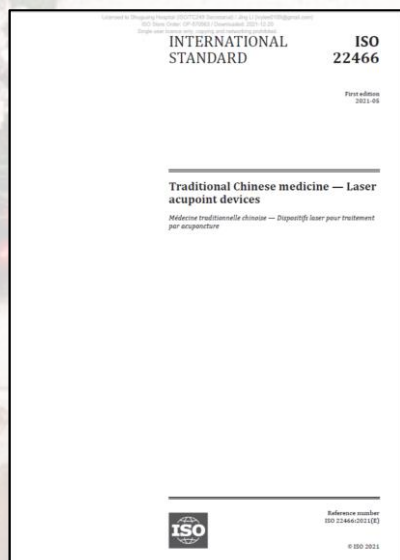 INTERNATIONAL STANDARD
ISO 22466
First edition
2021-05
Traditional Chinese medicine — Laser
acupoint devices
Médecine traditionnelle chinoise — Dispositifs laser pour traitement
par acupuncture
ISO
Reference number
ISO 22466:2021(E)
© ISO 2021